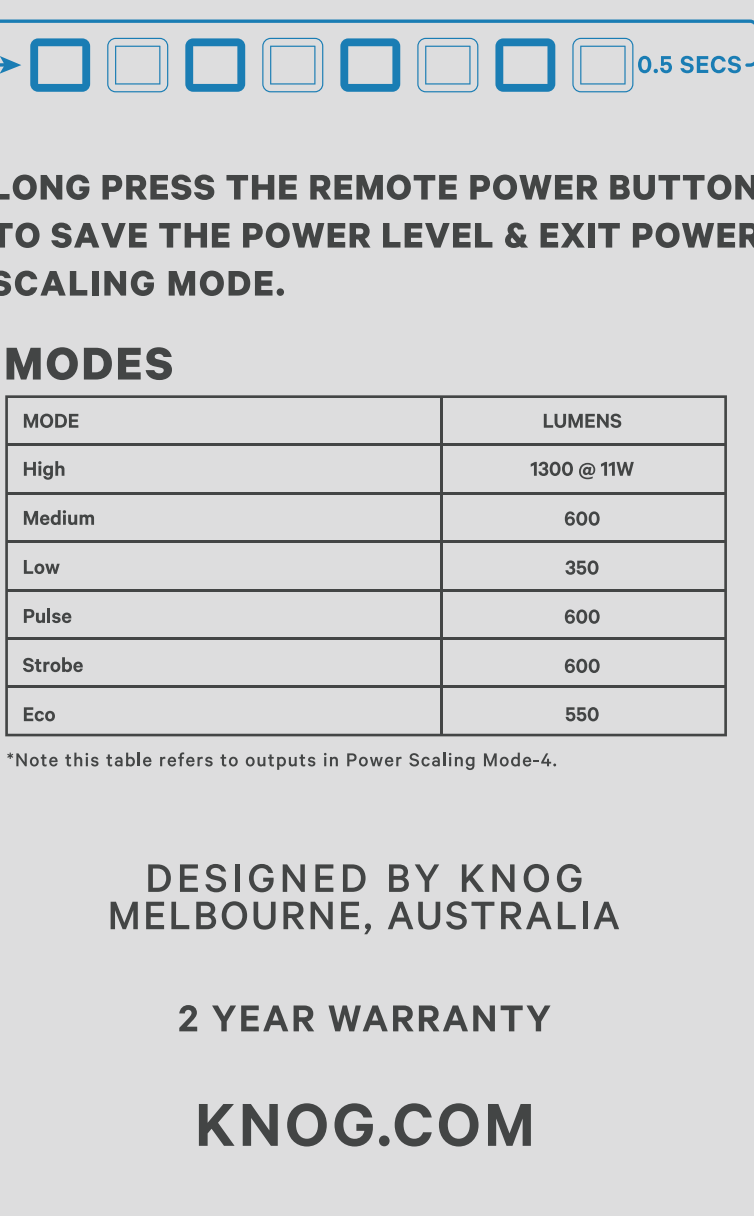 0.5 SECS
LONG PRESS THE REMOTE POWER BUTTON
TO SAVE THE POWER LEVEL & EXIT POWER
SCALING MODE.
MODES
MODE LUMENS
High 1300 @ 11W
Medium 600
Low 350
Pulse 600
Strobe 600
Eco 550
*Note this table refers to outputs in Power Scaling Mode-4.
DESIGNED BY KNOG
MELBOURNE, AUSTRALIA
2 YEAR WARRANTY
KNOG.COM